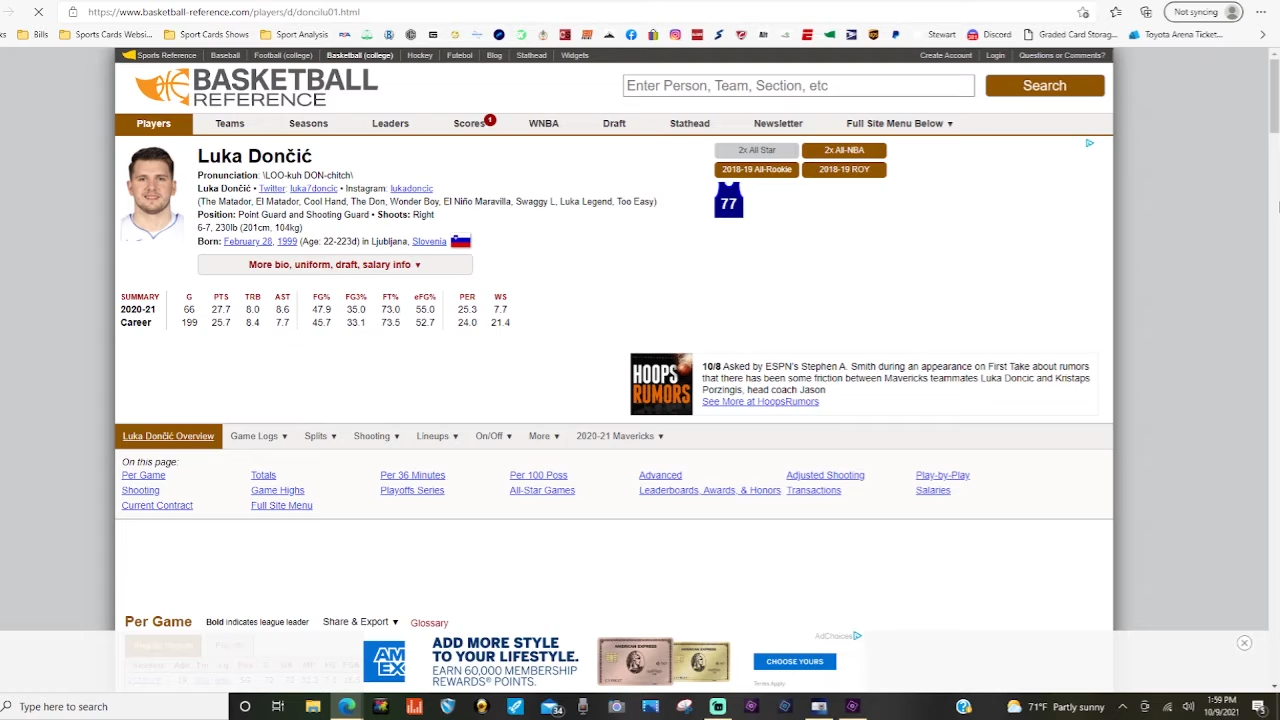 https://www.basketball-reference.com/players/d/doncilu01.html
Not syncing
Bills
Sports Cards Website...
Sport Cards Drive
Sport Analysis
Alt
Stewart
Discord
Graded Card Storag...
Toyota Arena Ticket...
Sports Reference
Baseball
Football (college)
Basketball (college)
Hockey
Futebol
Blog
Stathead
Widgets
Create Account
Login
Questions or Comments?
BASKETBALL
REFERENCE
Enter Person, Team, Section, etc
Search
Players
Teams
Seasons
Leaders
Scores 1
WNBA
Draft
Stathead
Newsletter
Full Site Menu Below ▼
Luka Dončić
Pronunciation: \LOO-kuh DON-chitch\
Luka Dončić • Twitter: luka7doncic • Instagram: lukadoncic
(The Matador, El Matador, Cool Hand Luke, The Don, Wonder Boy, El Niño Maravilla, Swaggy L, Luka Legend, Too Easy)
Position: Point Guard and Shooting Guard • Shoots: Right
6-7, 230lb (201cm, 104kg)
Born: February 28, 1999 (Age: 22-223d) in Ljubljana, Slovenia
More bio, uniform, draft, salary info ▼
2x All Star
2x All-NBA
2018-19 All-Rookie
2018-19 ROY
77
SUMMARY G PTS TRB AST FG% FG3% FT% eFG% PER WS
2020-21 66 27.7 8.0 8.6 47.9 35.0 73.0 55.0 25.3 7.7
Career 199 25.7 8.4 7.7 45.7 33.1 73.5 52.7 24.0 21.4
HOOPS
RUMORS
10/8 Asked by ESPN's Stephen A. Smith during an appearance on First Take about rumors
that there has been some friction between Mavericks teammates Luka Doncic and Kristaps
Porzingis, head coach Jason
See More at HoopsRumors
Luka Dončić Overview
Game Logs ▼
Splits ▼
Shooting ▼
Lineups ▼
On/Off ▼
More ▼
2020-21 Mavericks ▼
On this page:
Per Game Totals Per 36 Minutes Per 100 Poss Advanced Adjusted Shooting Play-by-Play
Shooting Game Highs Playoffs Series All-Star Games Leaderboards, Awards, & Honors Transactions Salaries
Current Contract Full Site Menu
Per Game
Bold indicates league leader
Share & Export ▼
Glossary
AM
EX
ADD MORE STYLE
TO YOUR LIFESTYLE.
EARN 60,000 MEMBERSHIP
REWARDS® POINTS.
CHOOSE YOURS
Terms Apply
AdChoices
Type here to search
34
71°F Partly sunny
1:59 PM
10/9/2021
5